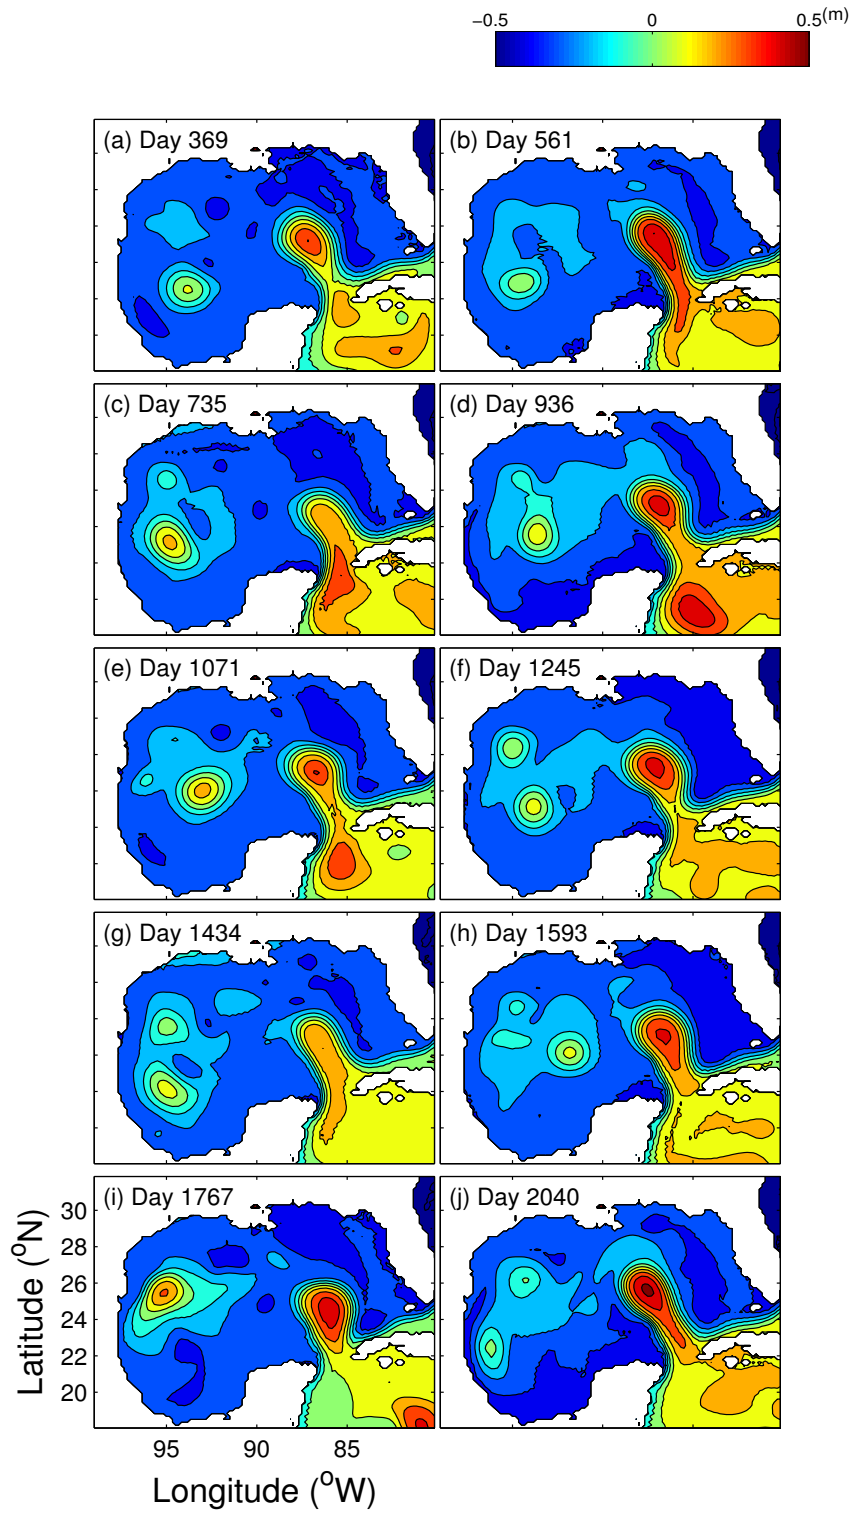 −0.5 0 0.5(m)
(a) Day 369
(b) Day 561
(c) Day 735
(d) Day 936
(e) Day 1071
(f) Day 1245
(g) Day 1434
(h) Day 1593
(i) Day 1767
(j) Day 2040
30
28
26
24
22
20
Latitude (°N)
95 90 85
Longitude (°W)